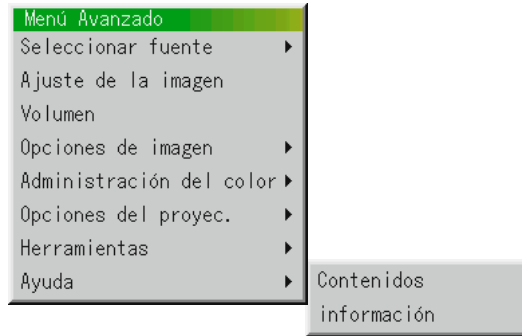 Menú Avanzado
Seleccionar fuente
Ajuste de la imagen
Volumen
Opciones de imagen
Administración del color
Opciones del proyec.
Herramientas
Ayuda
Contenidos
información